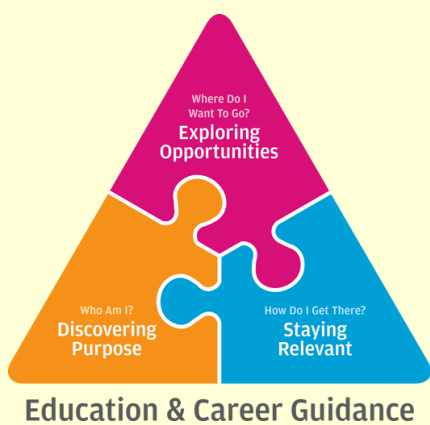 Where Do I
Want To Go?
Exploring
Opportunities
Who Am I?
Discovering
Purpose
How Do I Get There?
Staying
Relevant
Education & Career Guidance